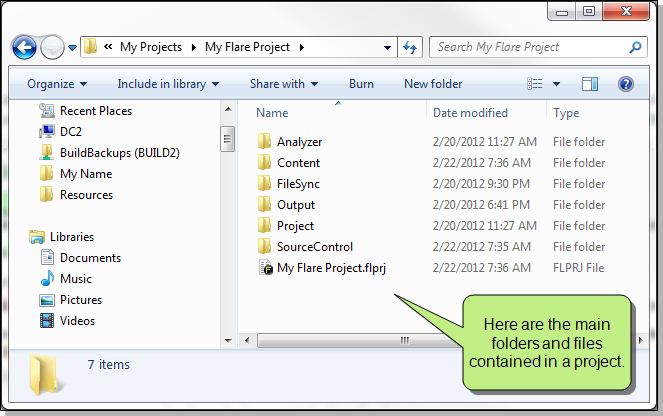 « My Projects My Flare Project
Search My Flare Project
Organize Include in library Share with Burn New folder
Recent Places
DC2
BuildBackups (BUILD2)
My Name
Resources
Libraries
Documents
Music
Pictures
Videos
Name Date modified Type
Analyzer 2/20/2012 11:27 AM File folder
Content 2/22/2012 7:36 AM File folder
FileSync 2/20/2012 9:30 PM File folder
Output 2/20/2012 6:41 PM File folder
Project 2/20/2012 11:27 AM File folder
SourceControl 2/22/2012 7:35 AM File folder
My Flare Project.flprj 2/22/2012 7:36 AM FLPRJ File
Here are the main
folders and files
contained in a project.
7 items